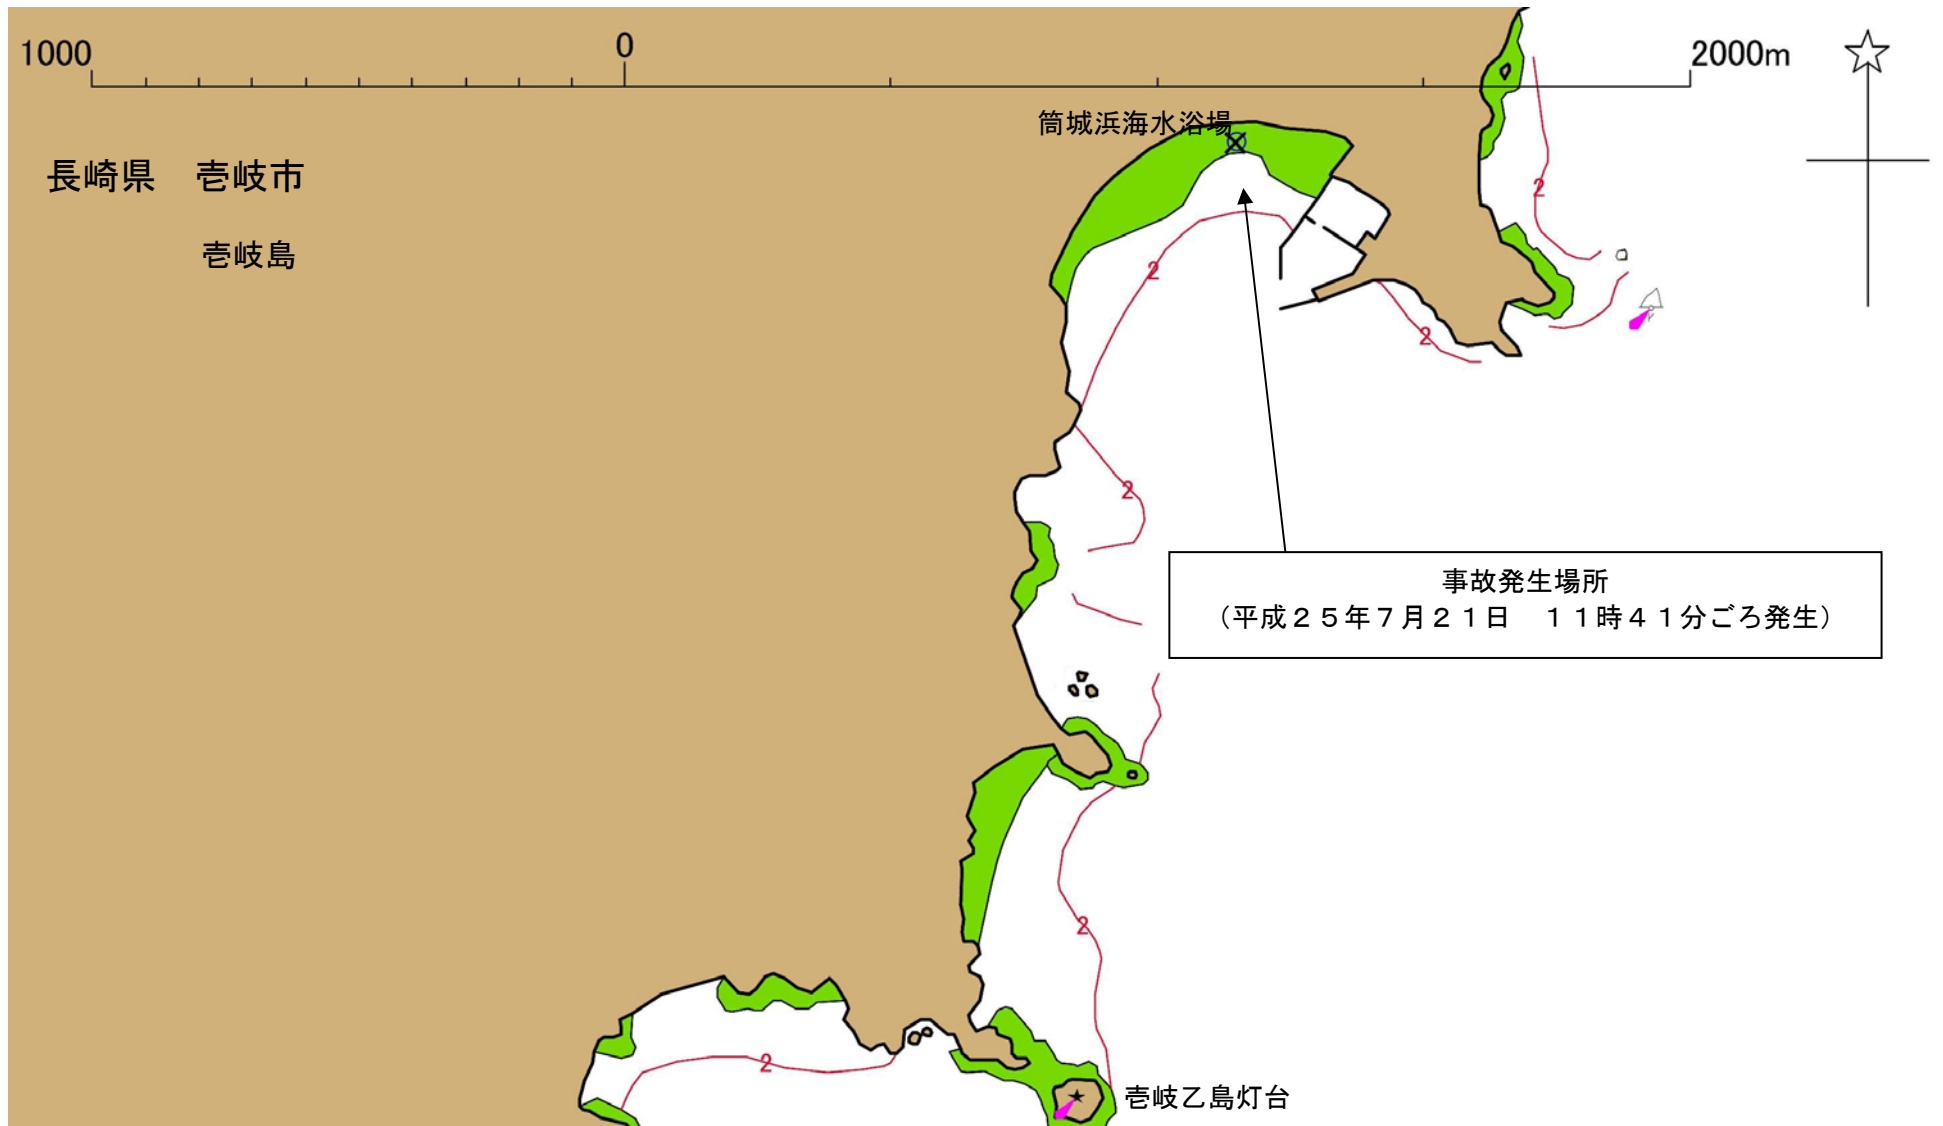 1000 0 2000m
筒城浜海水浴場
長崎県 壱岐市
壱岐島
2
2
2
2
事故発生場所
（平成２５年７月２１日 １１時４１分ごろ発生）
2
2
壱岐乙島灯台